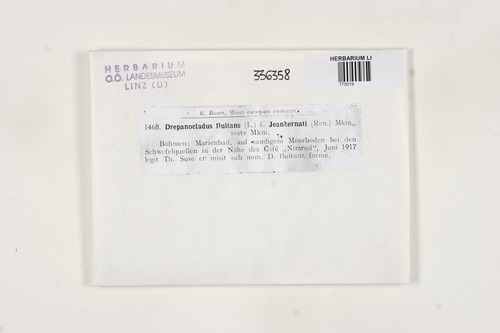 HERBARIUM
O.Ö. LANDESMUSEUM
LINZ (LI)
336358
HERBARIUM LI
770019
E. Bauer, Musci europaei exsiccati
1468. Drepanocladus fluitans (L.) f. Jeanbernati (Ren.) Mkm.,
teste Mkm.
Böhmen: Marienbad, auf sandigem Moorboden bei den
Schwefelquellen in der Nähe des Café „Nimrod", Juni 1917
legit Th. Suse et misit sub nom. D. fluitans forma.